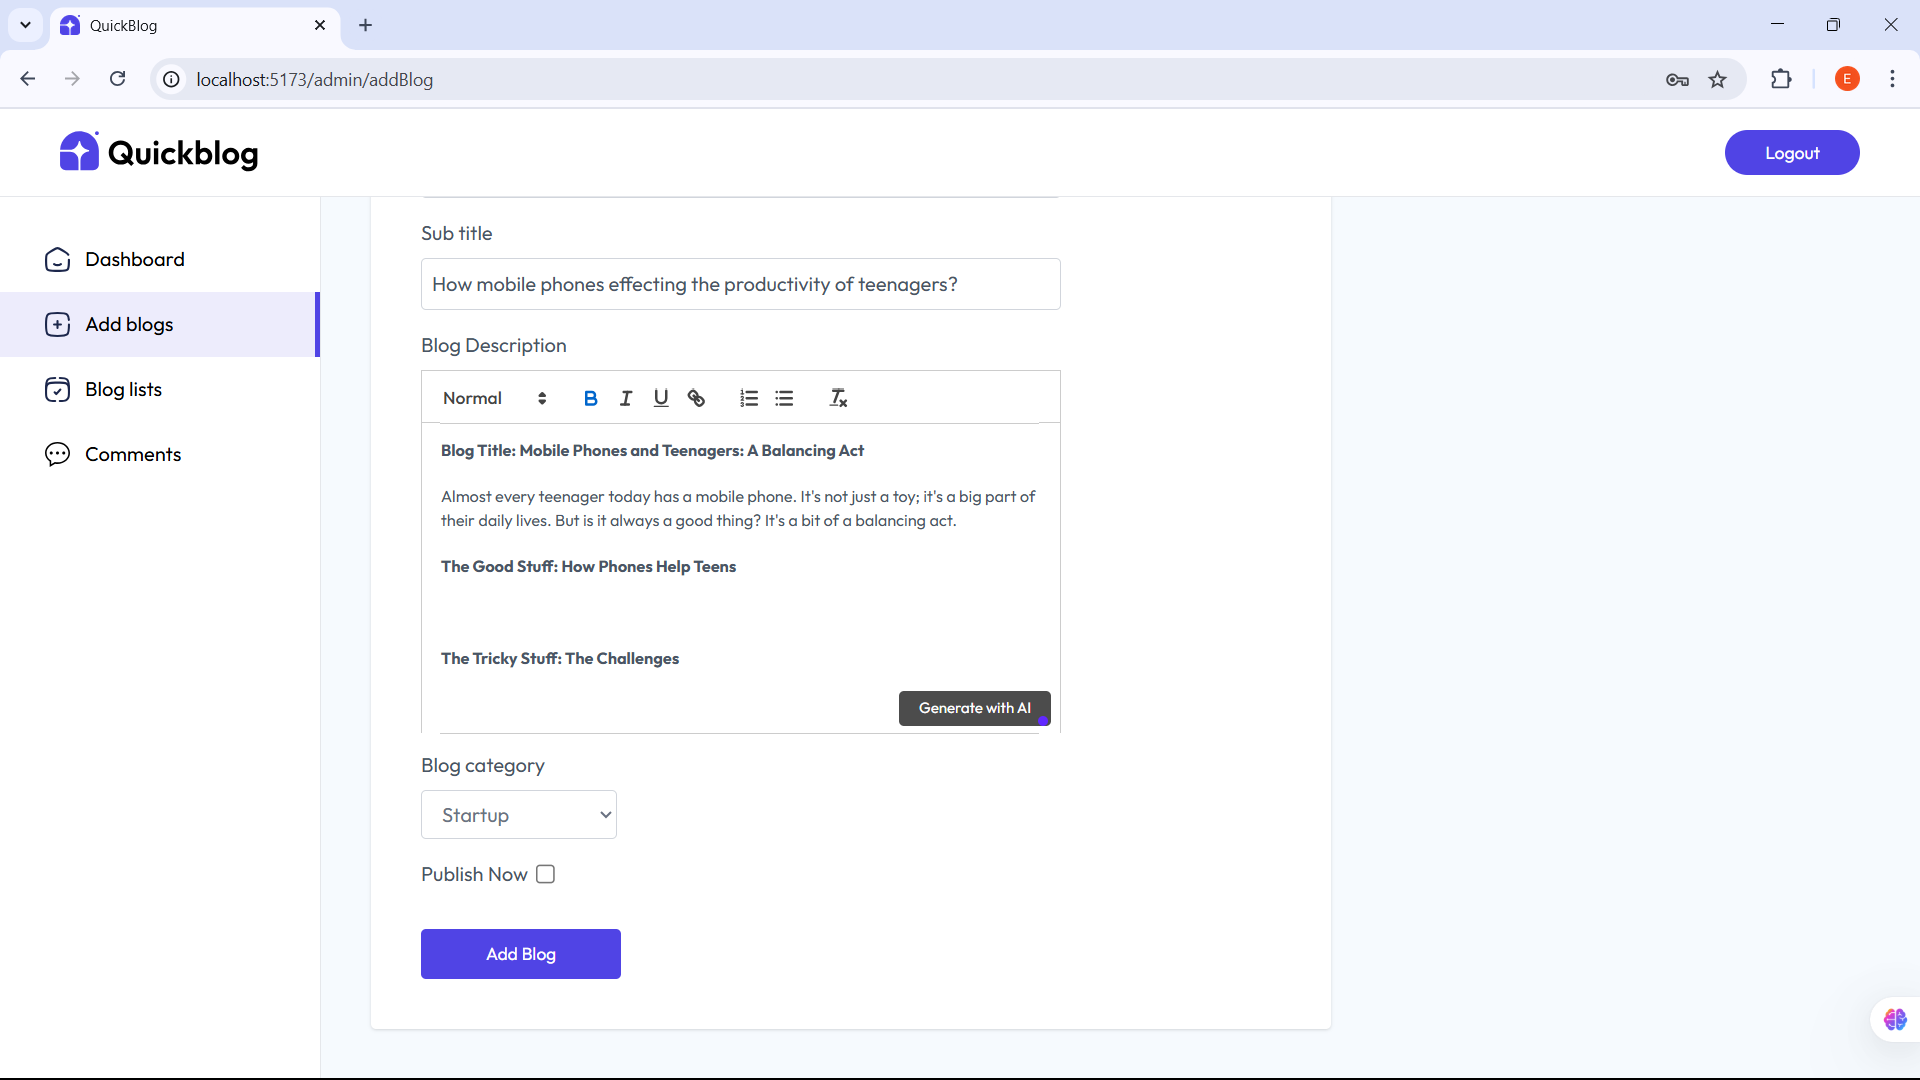 QuickBlog
localhost:5173/admin/addBlog
E
Quickblog
Logout
Dashboard
Add blogs
Blog lists
Comments
Sub title
How mobile phones effecting the productivity of teenagers?
Blog Description
Normal
B I U
Blog Title: Mobile Phones and Teenagers: A Balancing Act
Almost every teenager today has a mobile phone. It's not just a toy; it's a big part of
their daily lives. But is it always a good thing? It's a bit of a balancing act.
The Good Stuff: How Phones Help Teens
The Tricky Stuff: The Challenges
Generate with AI
Blog category
Startup
Publish Now
Add Blog